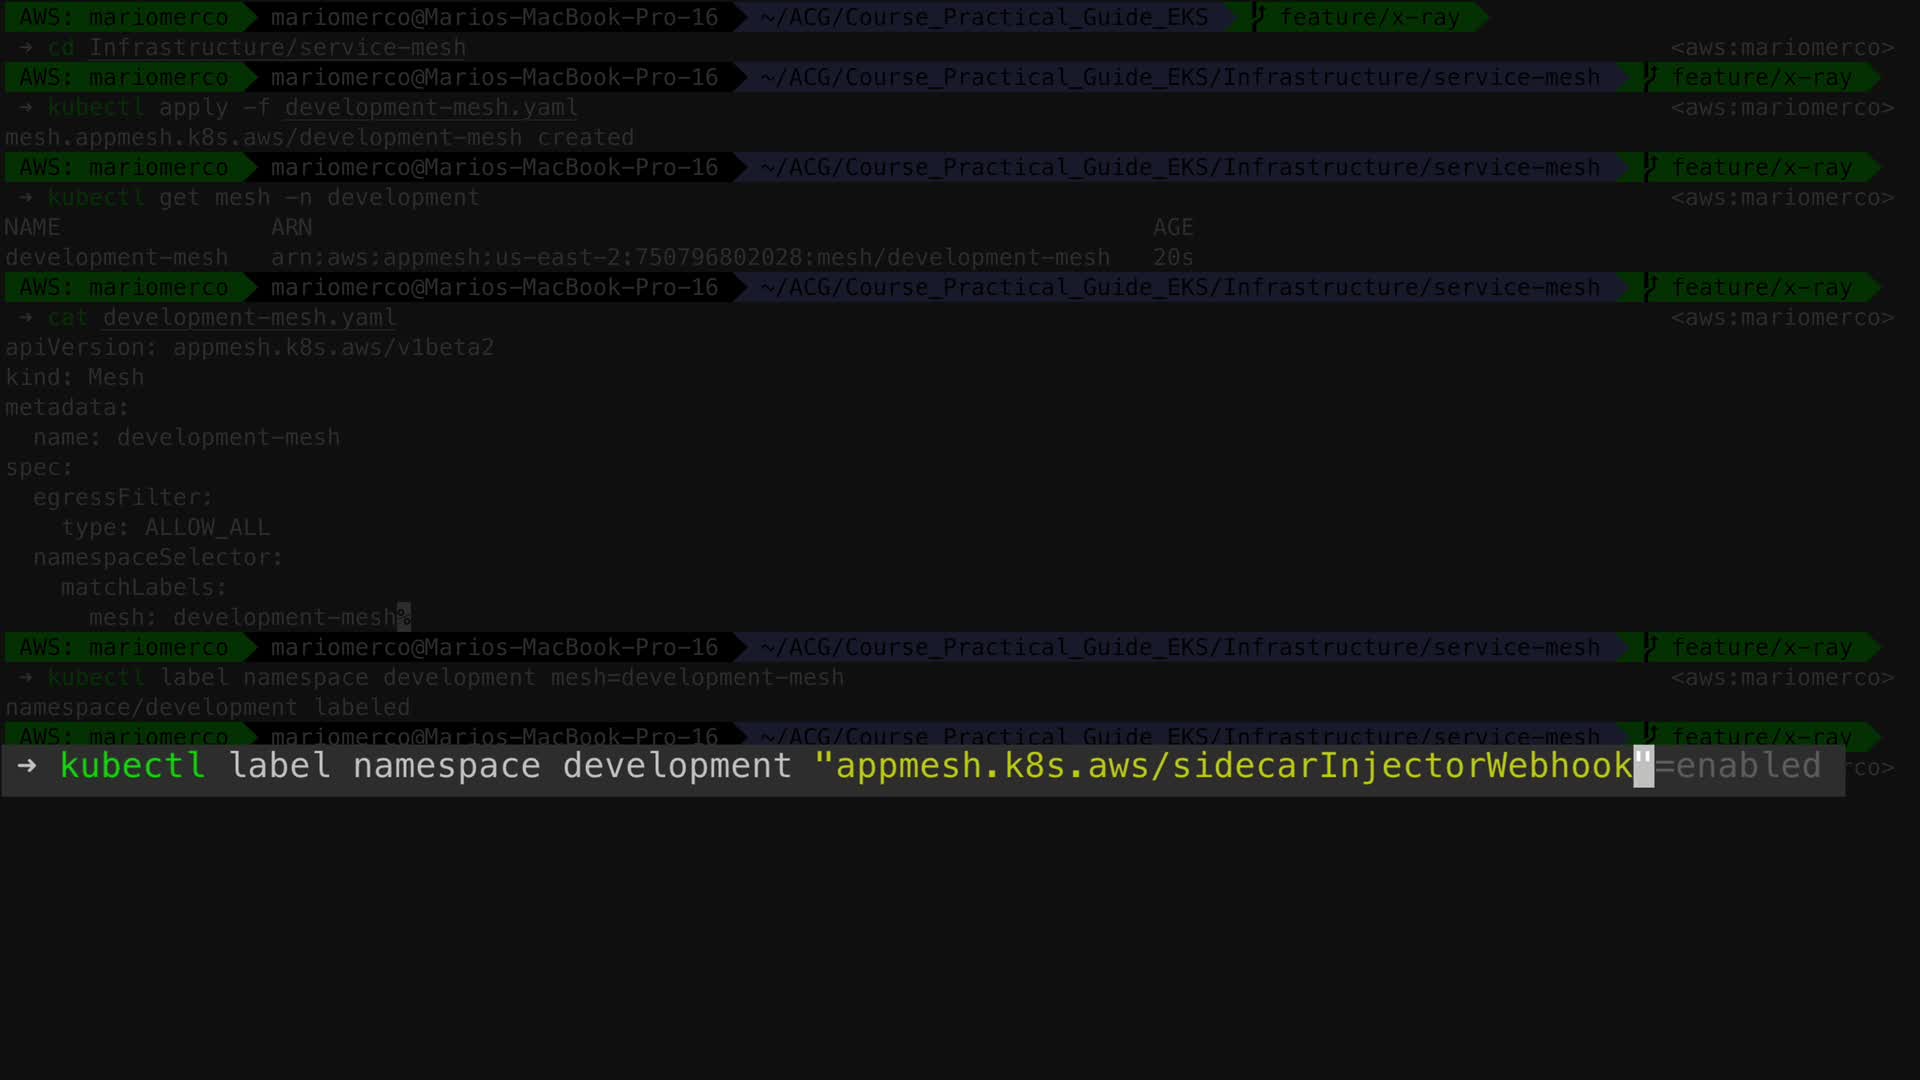 AWS: mariomerco mariomerco@Marios-MacBook-Pro-16 ~/ACG/Course_Practical_Guide_EKS feature/x-ray
→ cd Infrastructure/service-mesh <aws:mariomerco>
AWS: mariomerco mariomerco@Marios-MacBook-Pro-16 ~/ACG/Course_Practical_Guide_EKS/Infrastructure/service-mesh feature/x-ray
→ kubectl apply -f development-mesh.yaml <aws:mariomerco>
mesh.appmesh.k8s.aws/development-mesh created
AWS: mariomerco mariomerco@Marios-MacBook-Pro-16 ~/ACG/Course_Practical_Guide_EKS/Infrastructure/service-mesh feature/x-ray
→ kubectl get mesh -n development <aws:mariomerco>
NAME ARN AGE
development-mesh arn:aws:appmesh:us-east-2:750796802028:mesh/development-mesh 20s
AWS: mariomerco mariomerco@Marios-MacBook-Pro-16 ~/ACG/Course_Practical_Guide_EKS/Infrastructure/service-mesh feature/x-ray
→ cat development-mesh.yaml <aws:mariomerco>
apiVersion: appmesh.k8s.aws/v1beta2
kind: Mesh
metadata:
  name: development-mesh
spec:
  egressFilter:
    type: ALLOW_ALL
  namespaceSelector:
    matchLabels:
      mesh: development-mesh%
AWS: mariomerco mariomerco@Marios-MacBook-Pro-16 ~/ACG/Course_Practical_Guide_EKS/Infrastructure/service-mesh feature/x-ray
→ kubectl label namespace development mesh=development-mesh <aws:mariomerco>
namespace/development labeled
AWS: mariomerco mariomerco@Marios-MacBook-Pro-16 ~/ACG/Course_Practical_Guide_EKS/Infrastructure/service-mesh feature/x-ray
→ kubectl label namespace development "appmesh.k8s.aws/sidecarInjectorWebhook"=enabled rco>